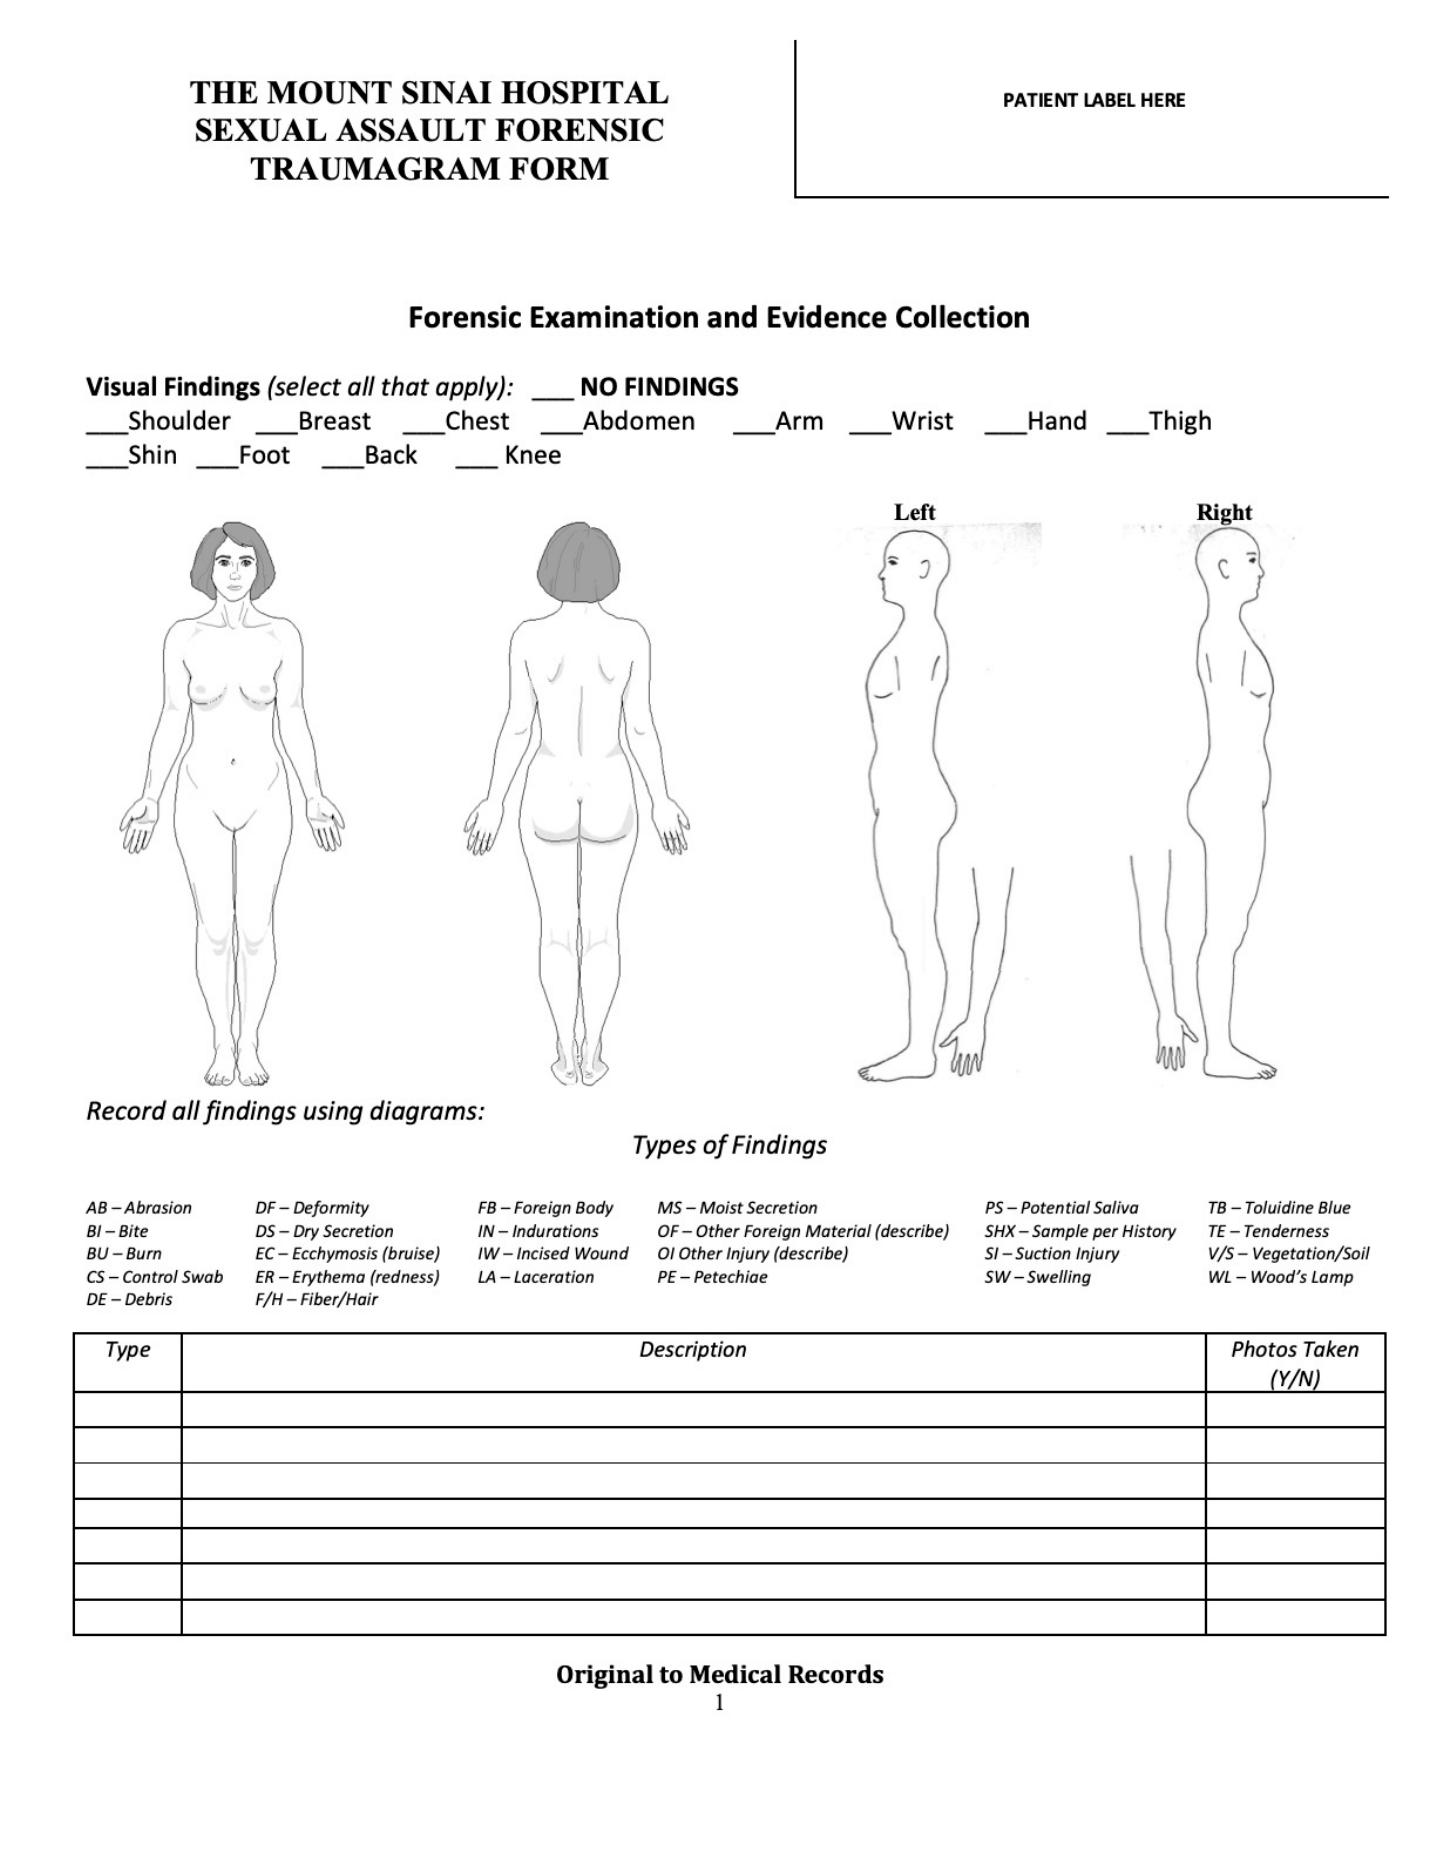 THE MOUNT SINAI HOSPITAL
SEXUAL ASSAULT FORENSIC
TRAUMAGRAM FORM
PATIENT LABEL HERE
Forensic Examination and Evidence Collection
Visual Findings (select all that apply): ___ NO FINDINGS
___Shoulder ___Breast ___Chest ___Abdomen ___Arm ___Wrist ___Hand ___Thigh
___Shin ___Foot ___Back ___ Knee
Left Right
Record all findings using diagrams:
Types of Findings
AB – Abrasion DF – Deformity FB – Foreign Body MS – Moist Secretion PS – Potential Saliva TB – Toluidine Blue
BI – Bite DS – Dry Secretion IN – Indurations OF – Other Foreign Material (describe) SHX – Sample per History TE – Tenderness
BU – Burn EC – Ecchymosis (bruise) IW – Incised Wound OI Other Injury (describe) SI – Suction Injury V/S – Vegetation/Soil
CS – Control Swab ER – Erythema (redness) LA – Laceration PE – Petechiae SW – Swelling WL – Wood's Lamp
DE – Debris F/H – Fiber/Hair
Type Description Photos Taken
(Y/N)
Original to Medical Records
1